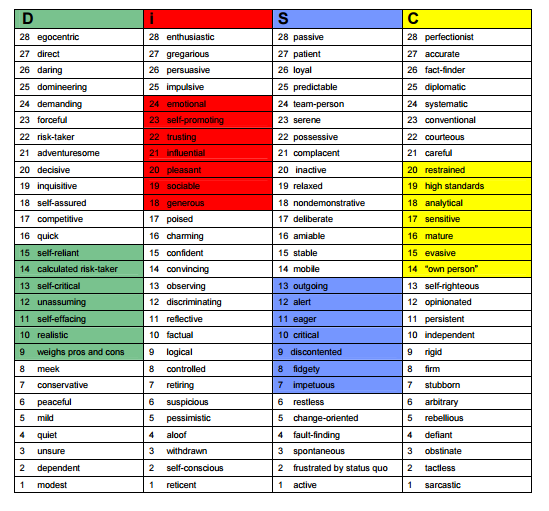 D i S C
28 egocentric 28 enthusiastic 28 passive 28 perfectionist
27 direct 27 gregarious 27 patient 27 accurate
26 daring 26 persuasive 26 loyal 26 fact-finder
25 domineering 25 impulsive 25 predictable 25 diplomatic
24 demanding 24 emotional 24 team-person 24 systematic
23 forceful 23 self-promoting 23 serene 23 conventional
22 risk-taker 22 trusting 22 possessive 22 courteous
21 adventuresome 21 influential 21 complacent 21 careful
20 decisive 20 pleasant 20 inactive 20 restrained
19 inquisitive 19 sociable 19 relaxed 19 high standards
18 self-assured 18 generous 18 nondemonstrative 18 analytical
17 competitive 17 poised 17 deliberate 17 sensitive
16 quick 16 charming 16 amiable 16 mature
15 self-reliant 15 confident 15 stable 15 evasive
14 calculated risk-taker 14 convincing 14 mobile 14 "own person"
13 self-critical 13 observing 13 outgoing 13 self-righteous
12 unassuming 12 discriminating 12 alert 12 opinionated
11 self-effacing 11 reflective 11 eager 11 persistent
10 realistic 10 factual 10 critical 10 independent
9 weighs pros and cons 9 logical 9 discontented 9 rigid
8 meek 8 controlled 8 fidgety 8 firm
7 conservative 7 retiring 7 impetuous 7 stubborn
6 peaceful 6 suspicious 6 restless 6 arbitrary
5 mild 5 pessimistic 5 change-oriented 5 rebellious
4 quiet 4 aloof 4 fault-finding 4 defiant
3 unsure 3 withdrawn 3 spontaneous 3 obstinate
2 dependent 2 self-conscious 2 frustrated by status quo 2 tactless
1 modest 1 reticent 1 active 1 sarcastic